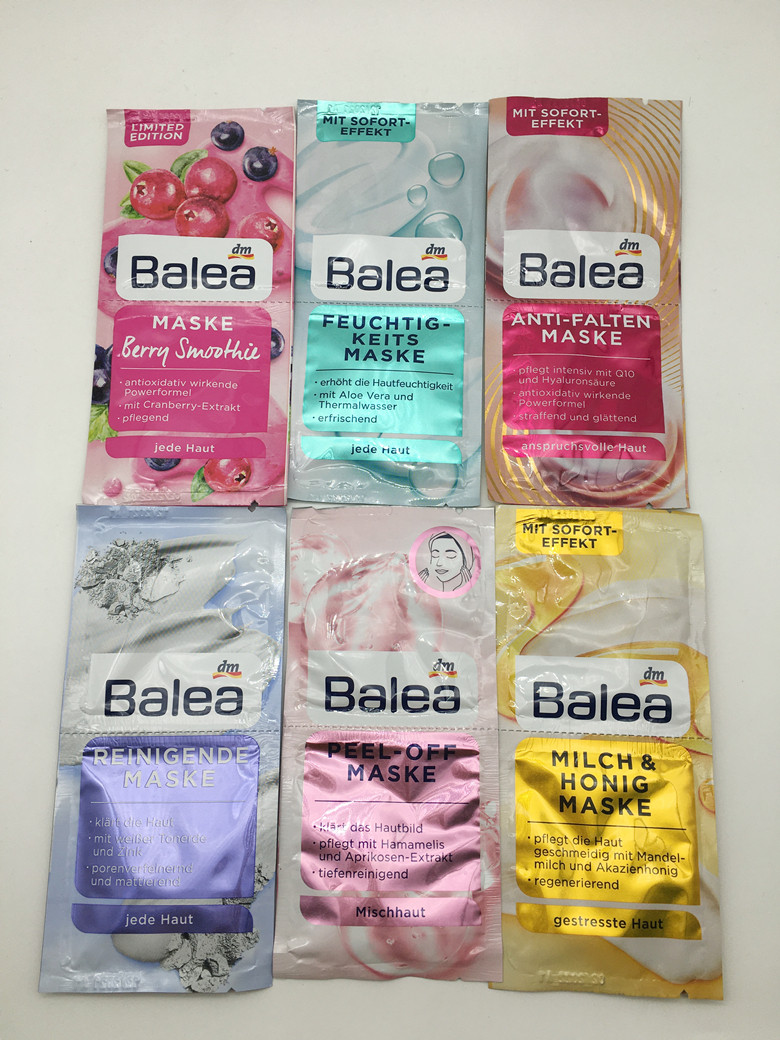 LIMITED
EDITION
dm
Balea
MASKE
Berry Smoothie
· antioxidativ wirkende
Powerformel
· mit Cranberry-Extrakt
· pflegend
jede Haut
MIT SOFORT-
EFFEKT
dm
Balea
FEUCHTIG-
KEITS
MASKE
· erhöht die Hautfeuchtigkeit
· mit Aloe Vera und
Thermalwasser
· erfrischend
jede Haut
MIT SOFORT-
EFFEKT
dm
Balea
ANTI-FALTEN
MASKE
· pflegt intensiv mit Q10
und Hyaluronsäure
· antioxidativ wirkende
Powerformel
· straffend und glättend
anspruchsvolle Haut
dm
Balea
REINIGENDE
MASKE
· klärt die Haut
· mit weißer Tonerde
und Zink
· porenverfeinernd
und mattierend
jede Haut
dm
Balea
PEEL-OFF
MASKE
· klärt das Hautbild
· pflegt mit Hamamelis
und Aprikosen-Extrakt
· tiefenreinigend
Mischhaut
MIT SOFORT-
EFFEKT
dm
Balea
MILCH &
HONIG
MASKE
· pflegt die Haut
geschmeidig mit Mandel-
milch und Akazienhonig
· regenerierend
gestresste Haut